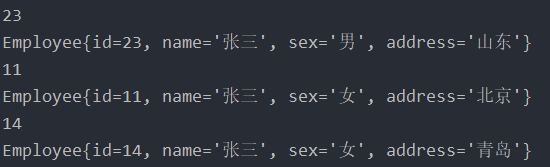 23
Employee{id=23, name='张三', sex='男', address='山东'}
11
Employee{id=11, name='张三', sex='女', address='北京'}
14
Employee{id=14, name='张三', sex='女', address='青岛'}